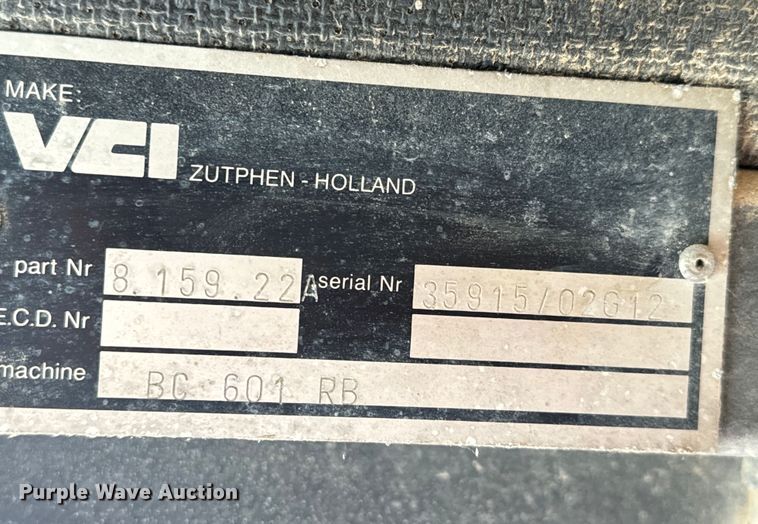 MAKE:
VCI ZUTPHEN - HOLLAND
part Nr 8.159.22A serial Nr 35915/02G12
E.C.D. Nr
machine BC 601 RB
Purple Wave Auction